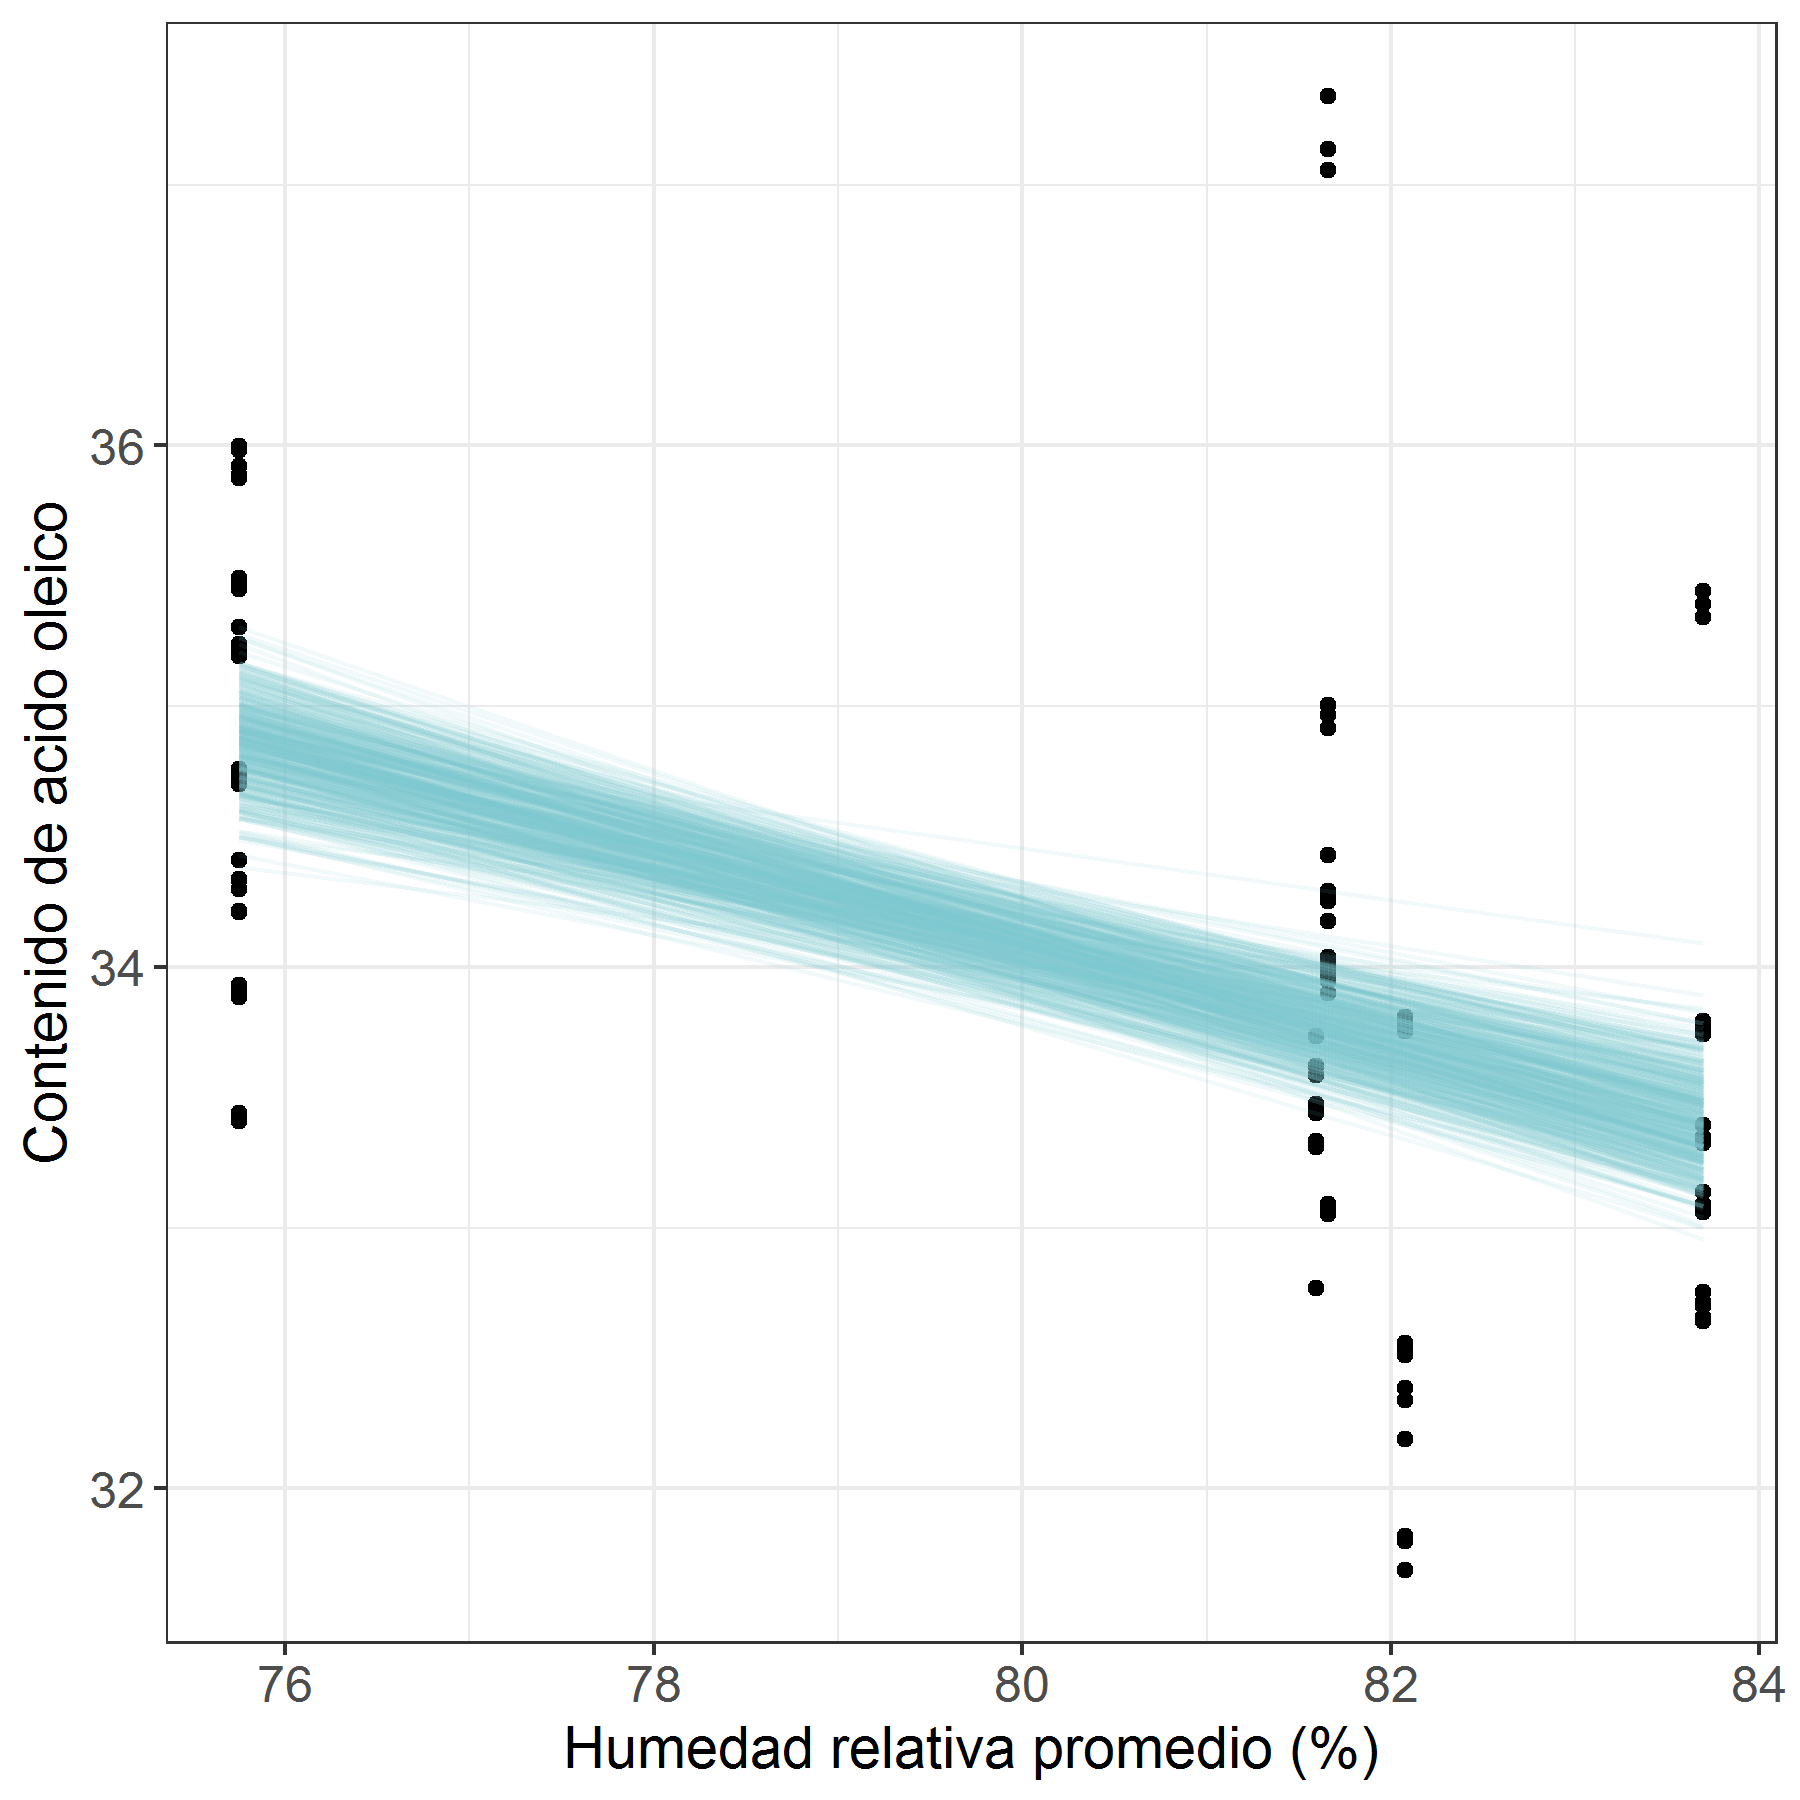 Contenido de acido oleico
36
34
32
76 78 80 82 84
Humedad relativa promedio (%)